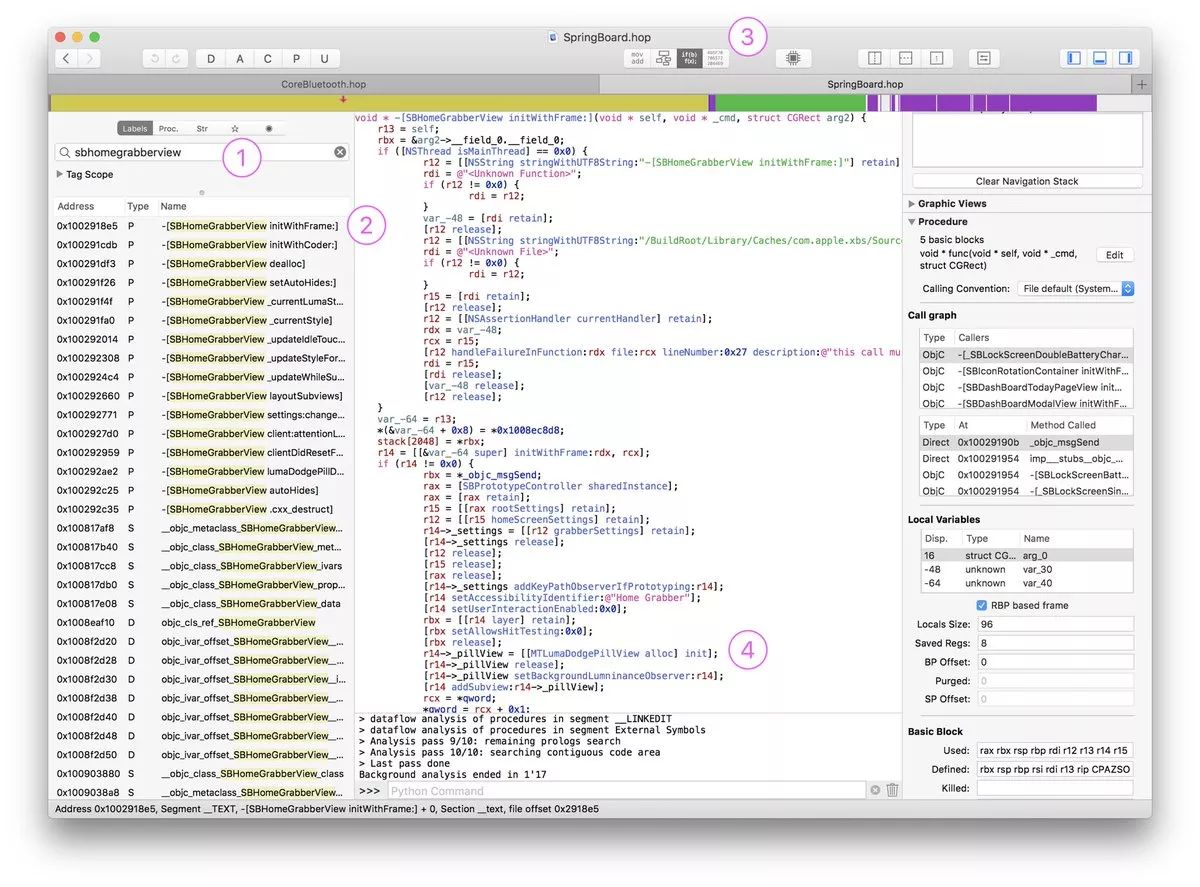 SpringBoard.hop
3
D A C P U
mov
add
if(b)
f(x);
CoreBluetooth.hop
SpringBoard.hop
Labels Proc. Str
sbhomegrabberview
1
Tag Scope
Address Type Name
2
0x1002918e5 P -[SBHomeGrabberView initWithFrame:]
0x100291cdb P -[SBHomeGrabberView initWithCoder:]
0x100291df3 P -[SBHomeGrabberView dealloc]
0x100291f26 P -[SBHomeGrabberView setAutoHides:]
0x100291f4f P -[SBHomeGrabberView _currentLumaSt...
0x100291fa0 P -[SBHomeGrabberView _currentStyle]
0x100292014 P -[SBHomeGrabberView _updateIdleTouc...
0x100292308 P -[SBHomeGrabberView _updateStyleFor...
0x1002924c4 P -[SBHomeGrabberView _updateWhileSu...
0x100292660 P -[SBHomeGrabberView layoutSubviews]
0x100292771 P -[SBHomeGrabberView settings:change...
0x1002927d0 P -[SBHomeGrabberView client:attentionL...
0x100292959 P -[SBHomeGrabberView clientDidResetF...
0x100292ae2 P -[SBHomeGrabberView lumaDodgePillD...
0x100292c25 P -[SBHomeGrabberView autoHides]
0x100292c35 P -[SBHomeGrabberView .cxx_destruct]
0x100817af8 S __objc_metaclass_SBHomeGrabberView...
0x100817b40 S __objc_class_SBHomeGrabberView_met...
0x100817cc8 S __objc_class_SBHomeGrabberView_ivars
0x100817db0 S __objc_class_SBHomeGrabberView_prop...
0x100817e08 S __objc_class_SBHomeGrabberView_data
0x1008eaf10 D objc_cls_ref_SBHomeGrabberView
0x1008f2d20 D objc_ivar_offset_SBHomeGrabberView__...
0x1008f2d28 D objc_ivar_offset_SBHomeGrabberView__...
0x1008f2d30 D objc_ivar_offset_SBHomeGrabberView__i...
0x1008f2d38 D objc_ivar_offset_SBHomeGrabberView__...
0x1008f2d40 D objc_ivar_offset_SBHomeGrabberView__...
0x1008f2d48 D objc_ivar_offset_SBHomeGrabberView__...
0x1008f2d50 D objc_ivar_offset_SBHomeGrabberView__...
0x100903880 S __objc_class_SBHomeGrabberView_class
0x1009038a8 S __objc_metaclass_SBHomeGrabberView...
void * -[SBHomeGrabberView initWithFrame:](void * self, void * _cmd, struct CGRect arg2) {
r13 = self;
rbx = &arg2->__field_0.__field_0;
if ([NSThread isMainThread] == 0x0) {
r12 = [[NSString stringWithUTF8String:"-[SBHomeGrabberView initWithFrame:]"] retain]
rdi = @"<Unknown Function>";
if (r12 != 0x0) {
rdi = r12;
}
var_-48 = [rdi retain];
[r12 release];
r12 = [[NSString stringWithUTF8String:"/BuildRoot/Library/Caches/com.apple.xbs/Sourc
rdi = @"<Unknown File>";
if (r12 != 0x0) {
rdi = r12;
}
r15 = [rdi retain];
[r12 release];
r12 = [[NSAssertionHandler currentHandler] retain];
rdx = var_-48;
rcx = r15;
[r12 handleFailureInFunction:rdx file:rcx lineNumber:0x27 description:@"this call mu
rdi = r15;
[rdi release];
[var_-48 release];
[r12 release];
}
var_-64 = r13;
*(&var_-64 + 0x8) = *0x1008ec8d8;
stack[2048] = *rbx;
r14 = [[&var_-64 super] initWithFrame:rdx, rcx];
if (r14 != 0x0) {
rbx = *_objc_msgSend;
rax = [SBPrototypeController sharedInstance];
rax = [rax retain];
r15 = [[rax rootSettings] retain];
r12 = [[r15 homeScreenSettings] retain];
r14->_settings = [[r12 grabberSettings] retain];
[r14->_settings release];
[r12 release];
[r15 release];
[rax release];
[r14->_settings addKeyPathObserverIfPrototyping:r14];
[r14 setAccessibilityIdentifier:@"Home Grabber"];
[r14 setUserInteractionEnabled:0x0];
rbx = [[r14 layer] retain];
[rbx setAllowsHitTesting:0x0];
[rbx release];
r14->_pillView = [[MTLumaDodgePillView alloc] init];
[r14->_pillView release];
[r14->_pillView setBackgroundLumninanceObserver:r14];
[r14 addSubview:r14->_pillView];
rcx = *qword;
*qword = rcx + 0x1;
4
> dataflow analysis of procedures in segment __LINKEDIT
> dataflow analysis of procedures in segment External Symbols
> Analysis pass 9/10: remaining prologs search
> Analysis pass 10/10: searching contiguous code area
> Last pass done
Background analysis ended in 1'17
>>> Python Command
Clear Navigation Stack
Graphic Views
Procedure
5 basic blocks
void * func(void * self, void * _cmd,
struct CGRect)
Edit
Calling Convention: File default (System...
Call graph
Type Callers
ObjC -[_SBLockScreenDoubleBatteryChar...
ObjC -[SBIconRotationContainer initWithF...
ObjC -[SBDashBoardTodayPageView init...
ObjC -[SBDashBoardModalView initWithF...
Type At Method Called
Direct 0x10029190b _objc_msgSend
Direct 0x100291954 imp___stubs__objc_...
ObjC 0x100291954 -[SBLockScreenBatt...
ObjC 0x100291954 -[_SBLockScreenSin...
Local Variables
Disp. Type Name
16 struct CG... arg_0
-48 unknown var_30
-64 unknown var_40
RBP based frame
Locals Size: 96
Saved Regs: 8
BP Offset: 0
Purged: 0
SP Offset: 0
Basic Block
Used: rax rbx rsp rbp rdi r12 r13 r14 r15
Defined: rbx rsp rbp rsi rdi r13 rip CPAZSO
Killed:
Address 0x1002918e5, Segment __TEXT, -[SBHomeGrabberView initWithFrame:] + 0, Section __text, file offset 0x2918e5